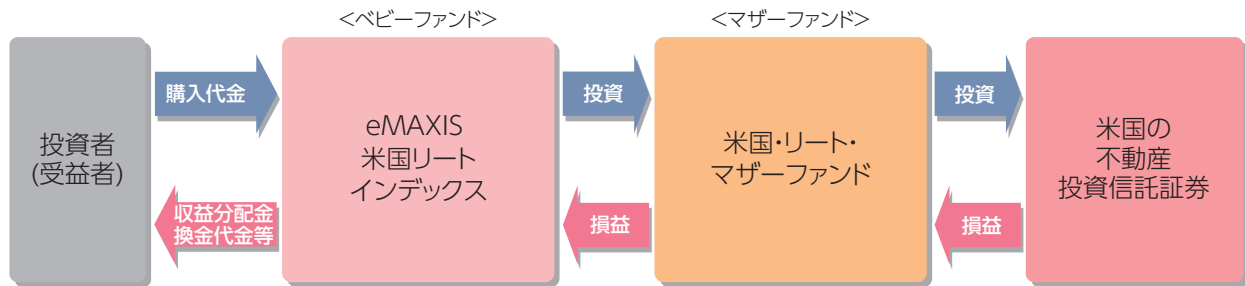 <ベビーファンド>
<マザーファンド>
投資者
(受益者)
購入代金
収益分配金
換金代金等
eMAXIS
米国リート
インデックス
投資
損益
米国・リート・
マザーファンド
投資
損益
米国の
不動産
投資信託証券